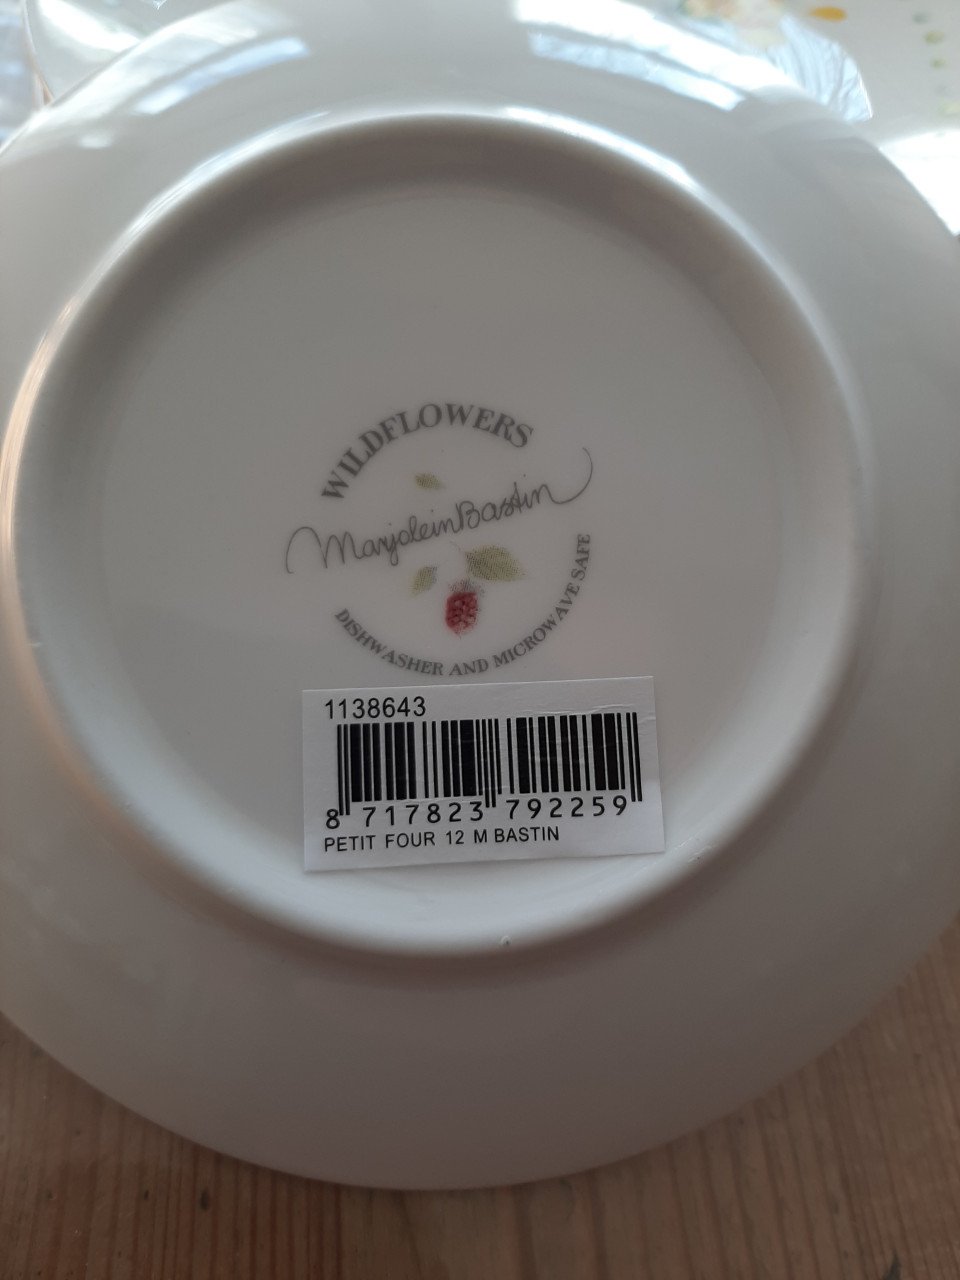 WILDFLOWERS
Marjolein Bastin
DISHWASHER AND MICROWAVE SAFE
1138643
8 717823 792259
PETIT FOUR 12 M BASTIN